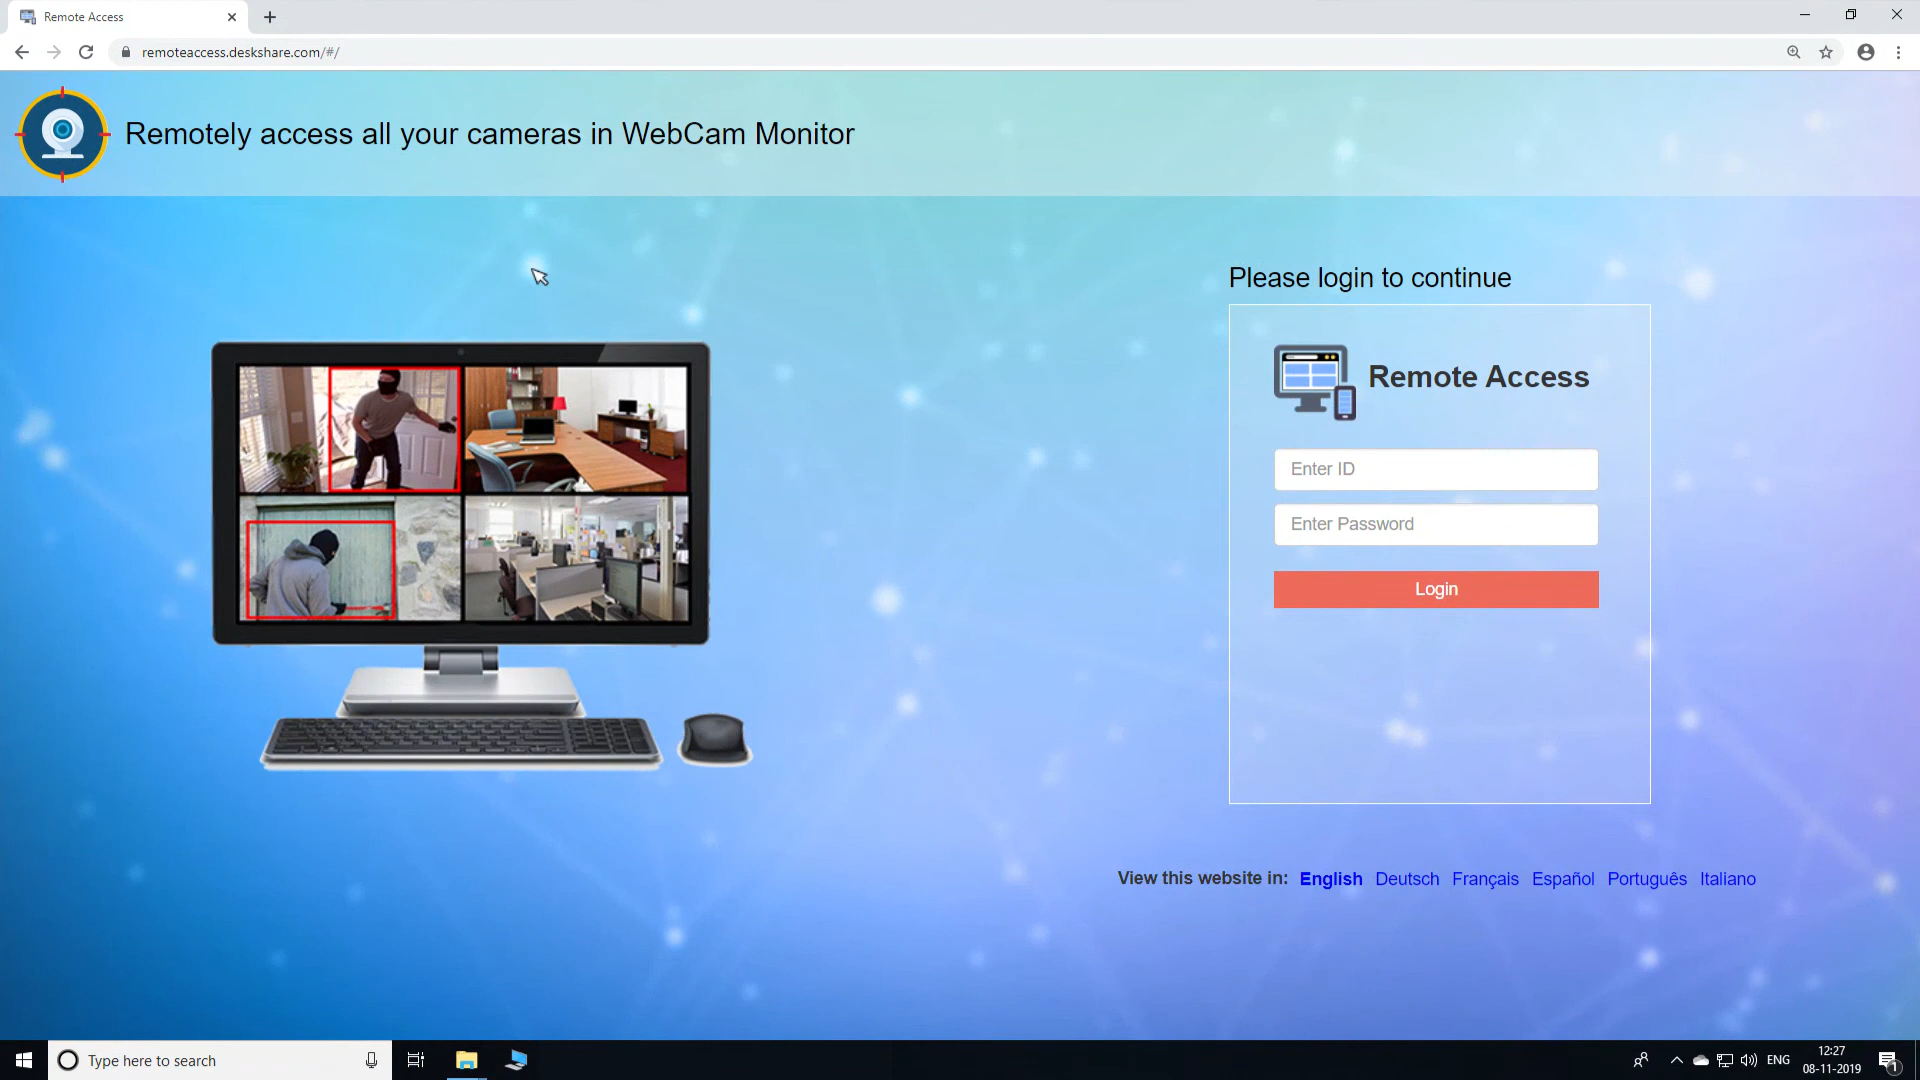 Remote Access
remoteaccess.deskshare.com/#/
Remotely access all your cameras in WebCam Monitor
Please login to continue
Remote Access
Enter ID
Enter Password
Login
View this website in: English Deutsch Français Español Português Italiano
Type here to search
ENG
12:27
08-11-2019
1